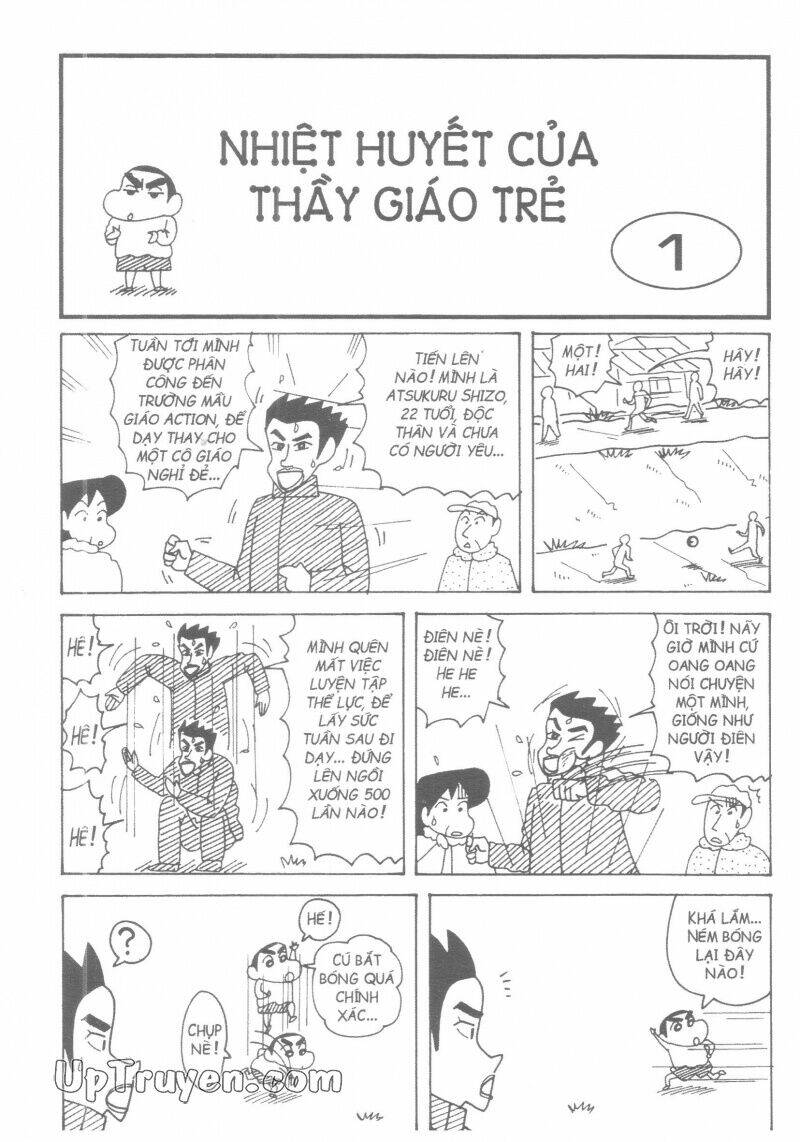 NHIỆT HUYẾT CỦA
THẦY GIÁO TRẺ
1
TUẦN TỚI MÌNH
ĐƯỢC PHÂN
CÔNG ĐẾN
TRƯỜNG MẪU
GIÁO ACTION, ĐỂ
DẠY THAY CHO
MỘT CÔ GIÁO
NGHỈ ĐẺ...
TIẾN LÊN
NÀO! MÌNH LÀ
ATSUKURU SHIZO,
22 TUỔI, ĐỘC
THÂN VÀ CHƯA
CÓ NGƯỜI YÊU...
MỘT!
HAI!
HÂY!
HÂY!
HÊ!
HÊ!
HÊ!
MÌNH QUÊN
MẤT VIỆC
LUYỆN TẬP
THỂ LỰC, ĐỂ
LẤY SỨC
TUẦN SAU ĐI
DẠY... ĐỨNG
LÊN NGỒI
XUỐNG 500
LẦN NÀO!
ĐIÊN NÈ!
ĐIÊN NÈ!
HE HE
HE...
ÔI TRỜI! NÃY
GIỜ MÌNH CỨ
OANG OANG
NÓI CHUYỆN
MỘT MÌNH,
GIỐNG NHƯ
NGƯỜI ĐIÊN
VẬY!
?
HẾ!
CÚ BẮT
BÓNG QUÁ
CHÍNH
XÁC...
CHỤP
NÈ!
KHÁ LẮM...
NÉM BÓNG
LẠI ĐÂY
NÀO!
UpTruyen.com